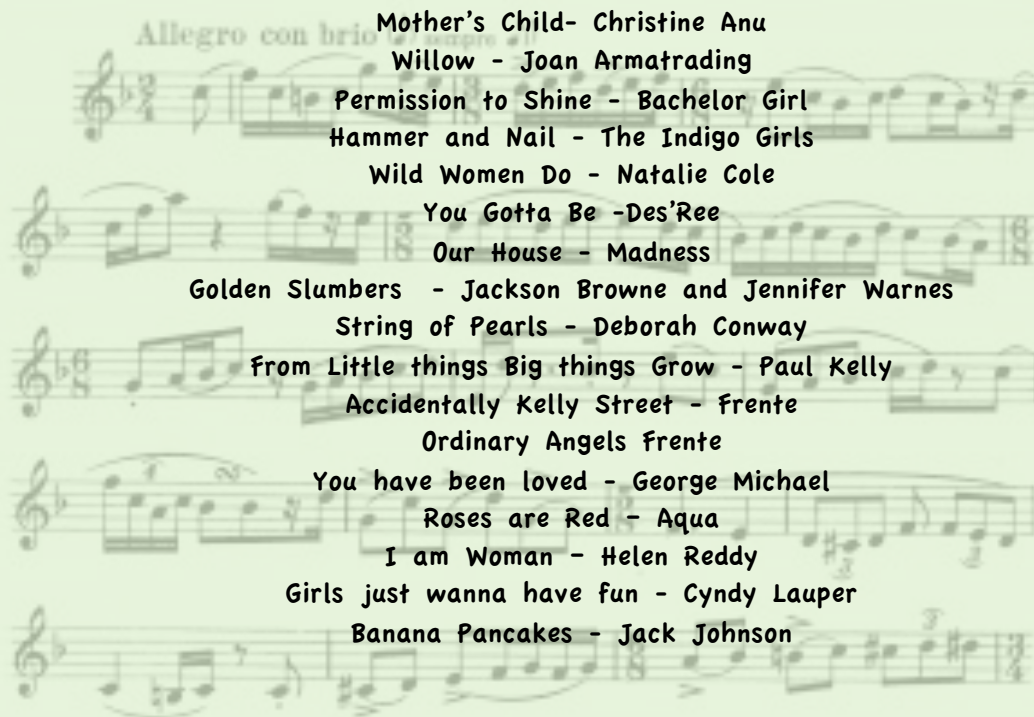 Allegro con brio sempre
Mother's Child- Christine Anu
Willow - Joan Armatrading
Permission to Shine - Bachelor Girl
Hammer and Nail - The Indigo Girls
Wild Women Do - Natalie Cole
You Gotta Be -Des'Ree
Our House - Madness
Golden Slumbers - Jackson Browne and Jennifer Warnes
String of Pearls - Deborah Conway
From Little things Big things Grow - Paul Kelly
Accidentally Kelly Street - Frente
Ordinary Angels Frente
You have been loved - George Michael
Roses are Red - Aqua
I am Woman - Helen Reddy
Girls just wanna have fun - Cyndy Lauper
Banana Pancakes - Jack Johnson